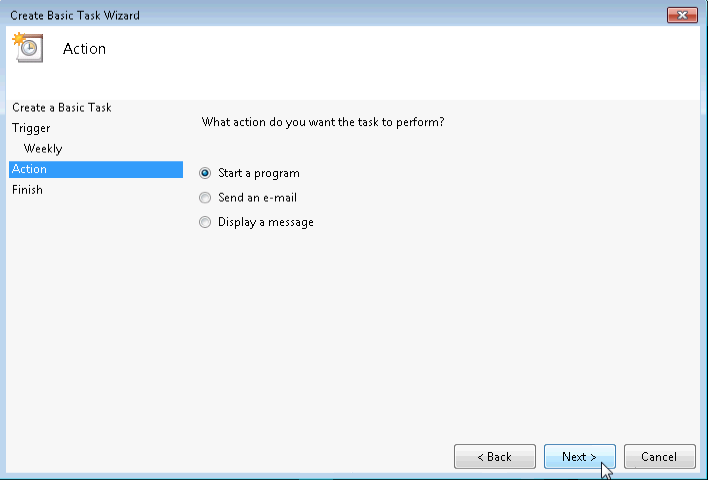 Create Basic Task Wizard
Action
Create a Basic Task
Trigger
Weekly
Action
Finish
What action do you want the task to perform?
Start a program
Send an e-mail
Display a message
< Back
Next >
Cancel